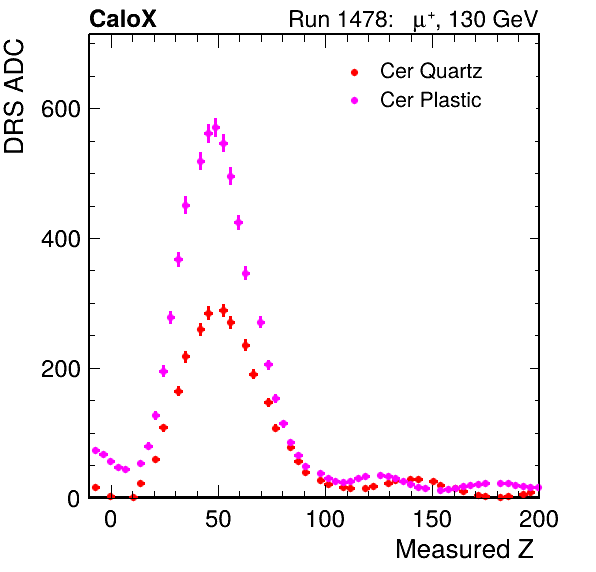 CaloX Run 1478: μ⁺, 130 GeV
DRS ADC
Cer Quartz
Cer Plastic
600
400
200
0
0 50 100 150 200
Measured Z